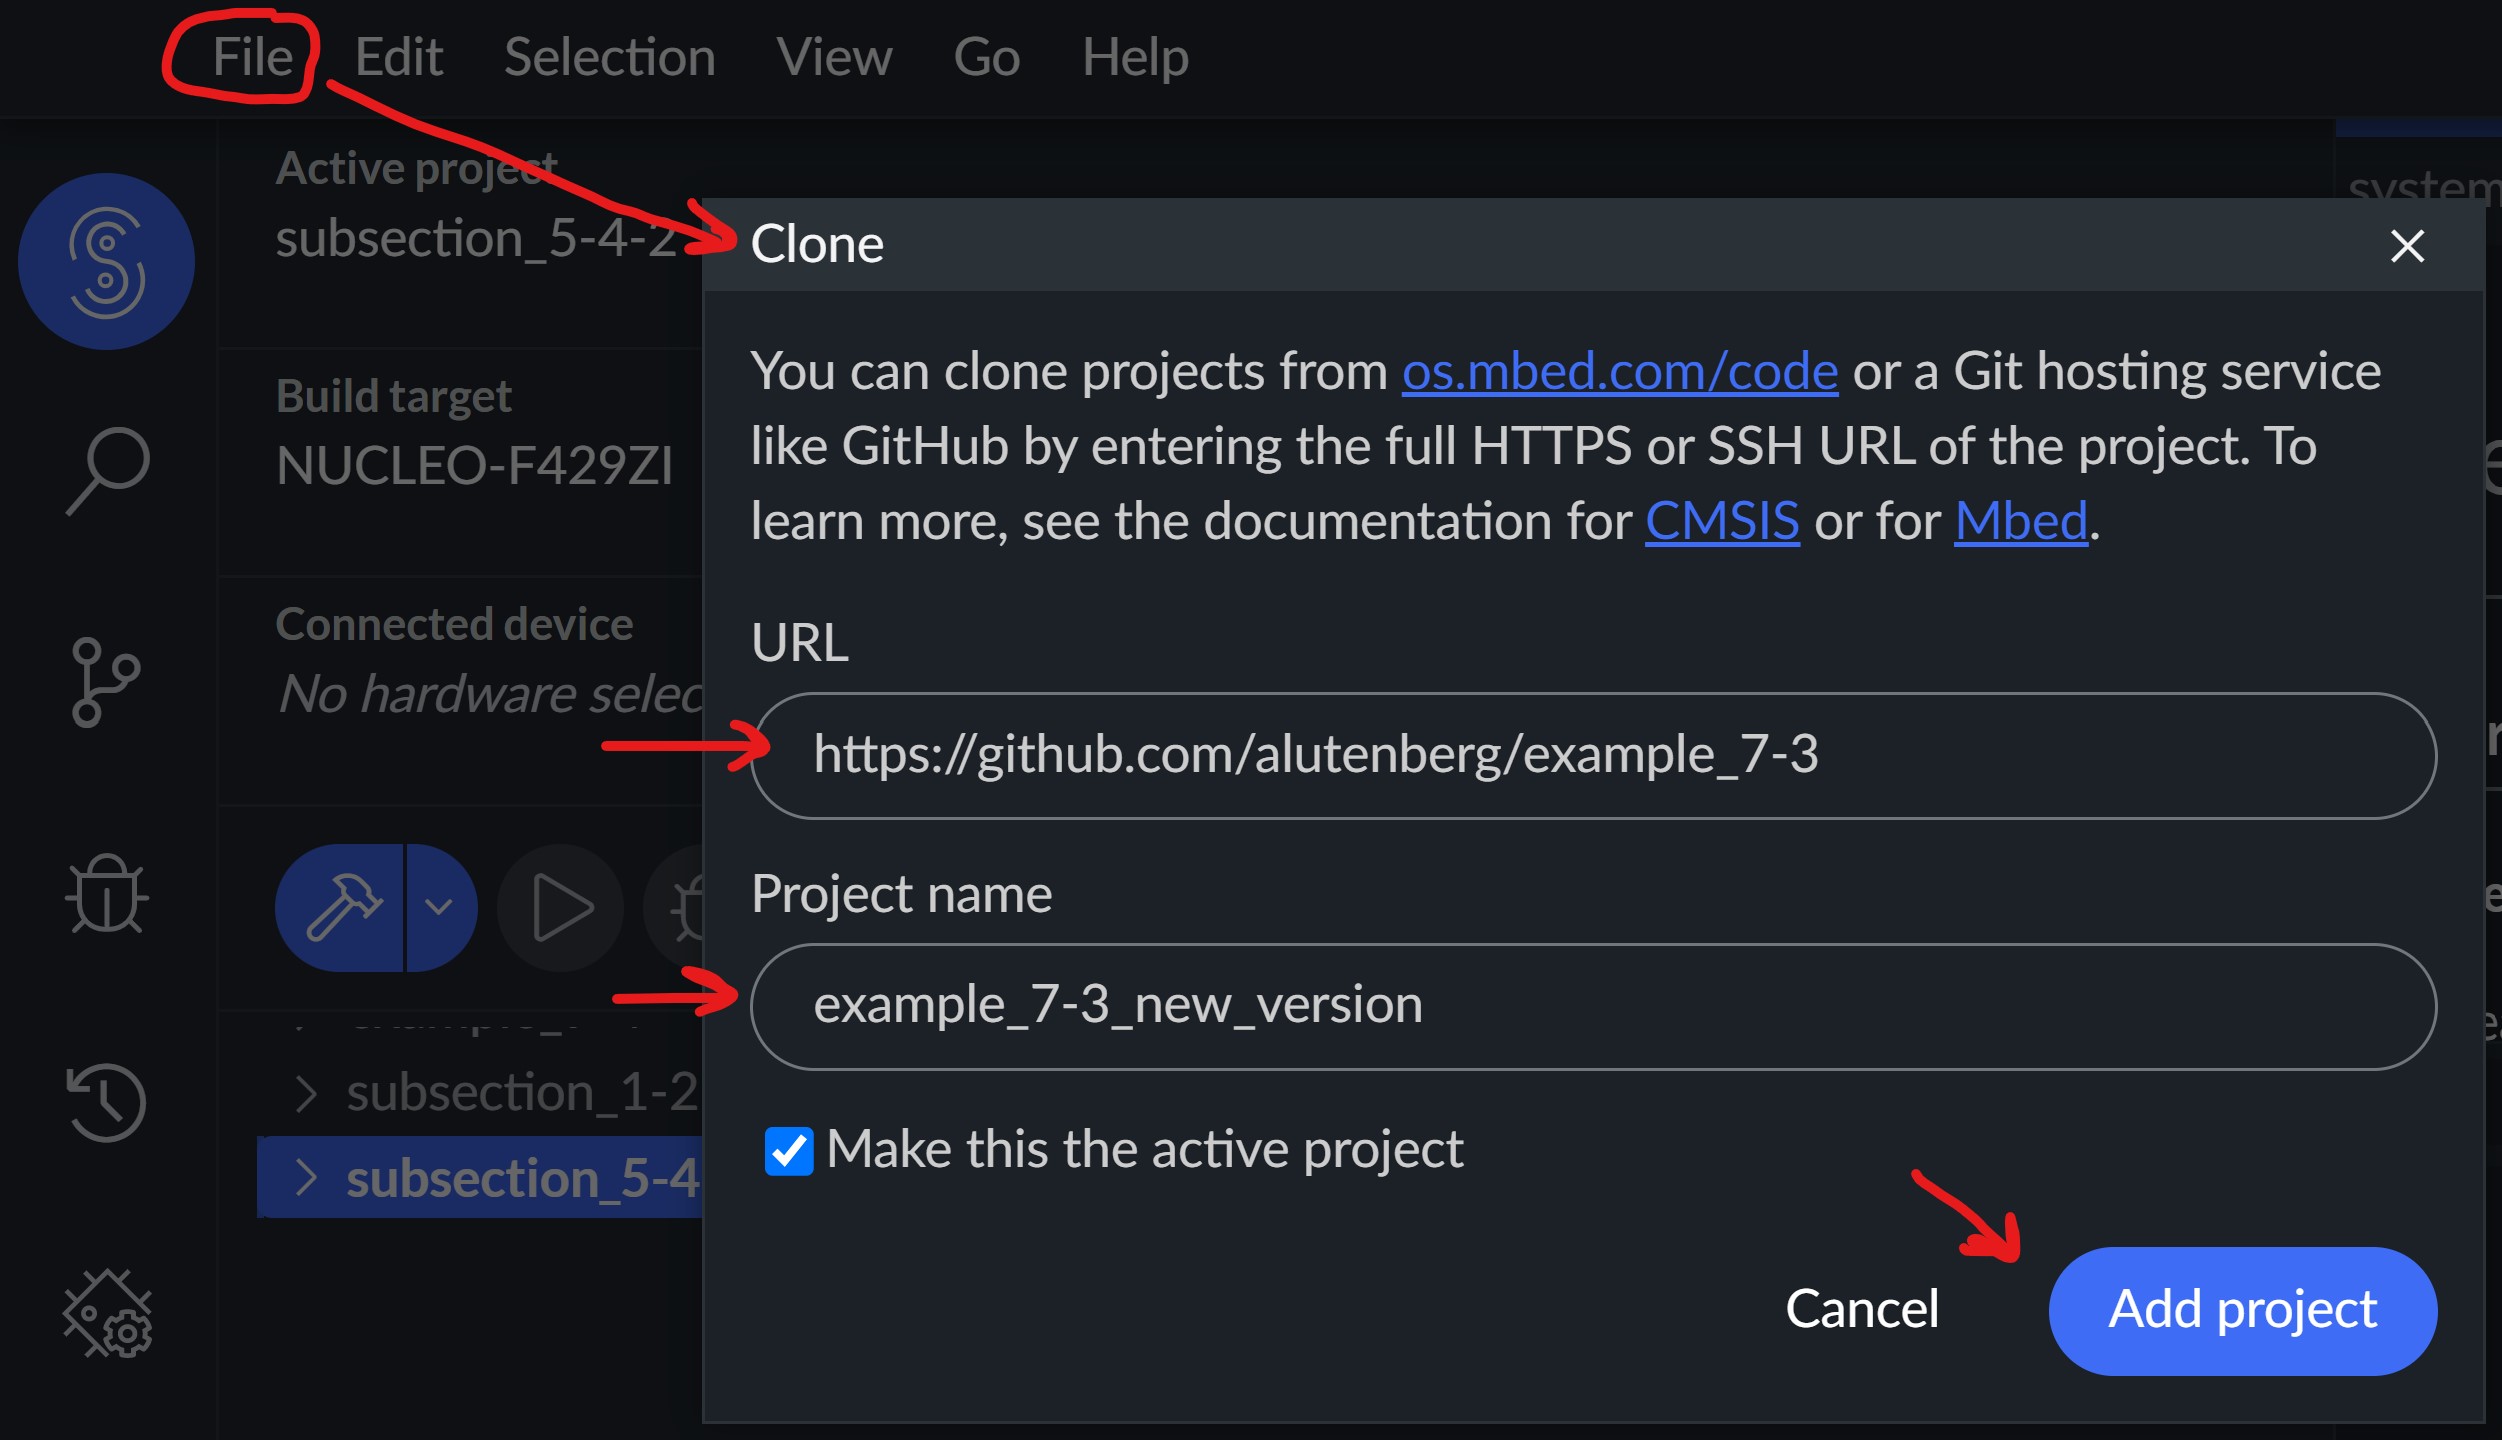 File Edit Selection View Go Help
Active project
subsection_5-4-2
Build target
NUCLEO-F429ZI
Connected device
No hardware selec
subsection_1-2
subsection_5-4
Clone
You can clone projects from os.mbed.com/code or a Git hosting service
like GitHub by entering the full HTTPS or SSH URL of the project. To
learn more, see the documentation for CMSIS or for Mbed.
URL
https://github.com/alutenberg/example_7-3
Project name
example_7-3_new_version
Make this the active project
Cancel Add project
system